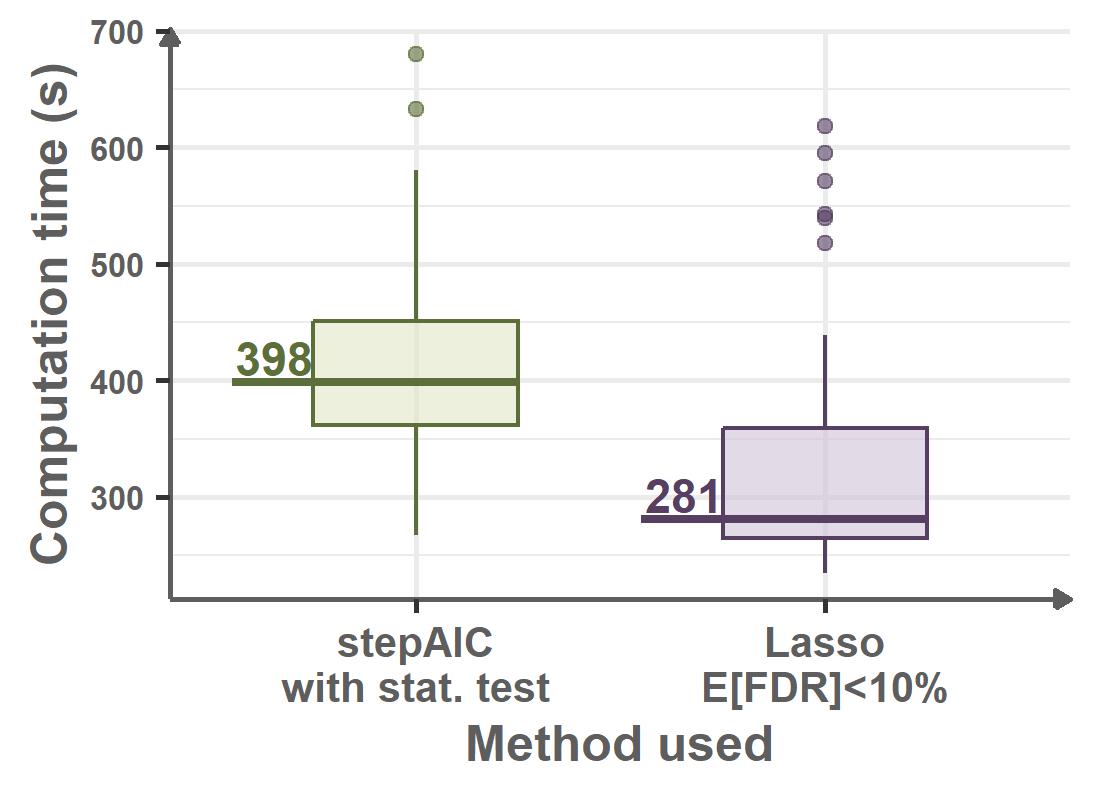 Computation time (s)
700
600
500
400
300
398
281
stepAIC
with stat. test
Lasso
E[FDR]<10%
Method used